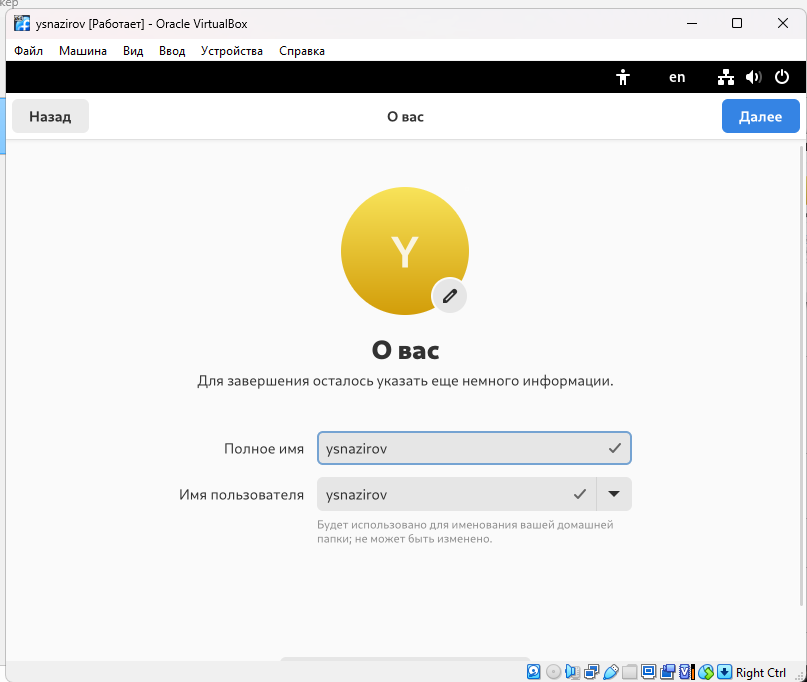 кер
ysnazirov [Работает] - Oracle VirtualBox
Файл Машина Вид Ввод Устройства Справка
en
Назад О вас Далее
Y
О вас
Для завершения осталось указать еще немного информации.
Полное имя ysnazirov
Имя пользователя ysnazirov
Будет использовано для именования вашей домашней
папки; не может быть изменено.
Right Ctrl